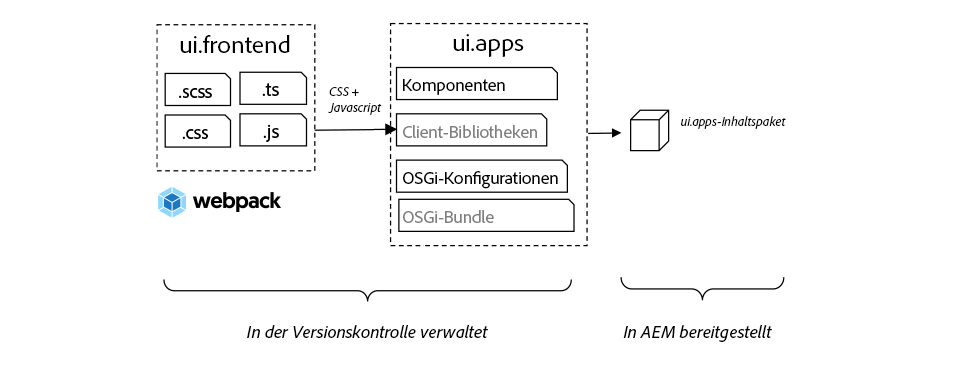 ui.frontend
.scss
.ts
.css
.js
webpack
CSS +
Javascript
ui.apps
Komponenten
Client-Bibliotheken
OSGi-Konfigurationen
OSGi-Bundle
ui.apps-Inhaltspaket
In der Versionskontrolle verwaltet
In AEM bereitgestellt